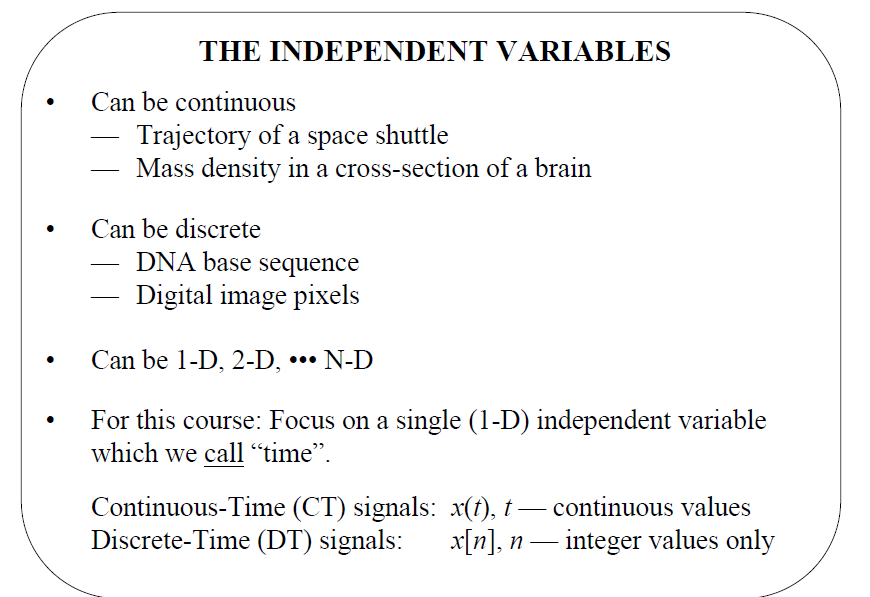 THE INDEPENDENT VARIABLES
• Can be continuous
— Trajectory of a space shuttle
— Mass density in a cross-section of a brain
• Can be discrete
— DNA base sequence
— Digital image pixels
• Can be 1-D, 2-D, ••• N-D
• For this course: Focus on a single (1-D) independent variable
which we call “time”.
Continuous-Time (CT) signals: x(t), t — continuous values
Discrete-Time (DT) signals: x[n], n — integer values only